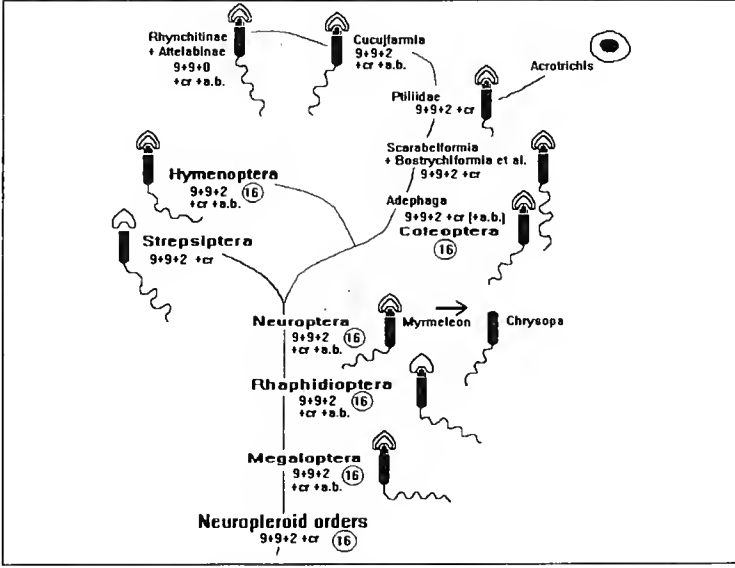 Rhynchitinae
+ Attelabinae
9+9+0
+cr +a.b.
Cucujfarmia
9+9+2
+cr +a.b.
Acrotrichis
Ptiliidae
9+9+2 +cr
Scarabeiformia
+ Bostrychiformia et al.
9+9+2 +cr
Hymenoptera
9+9+2 16
+cr +a.b.
Adephaga
9+9+2 +cr (+a.b.)
Coleoptera
16
Strepsiptera
9+9+2 +cr
Neuroptera
9+9+2 16
+cr +a.b.
Myrmeleon
Chrysopa
Rhaphidioptera
9+9+2 16
+cr +a.b.
Megaloptera
9+9+2 16
+cr +a.b.
Neuropleroid orders
9+9+2 +cr 16